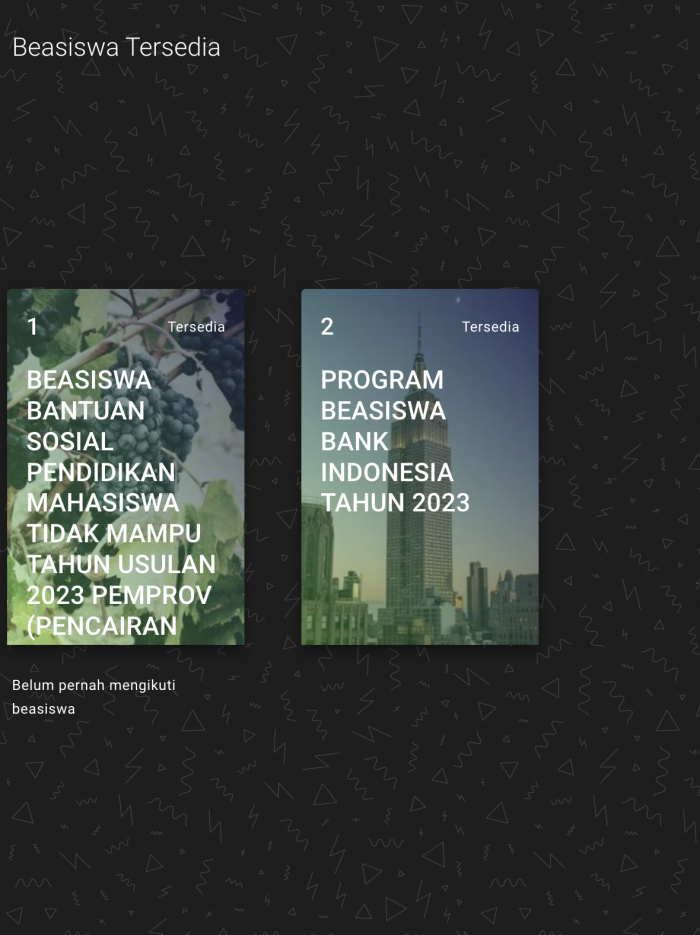 Beasiswa Tersedia
1
Tersedia
BEASISWA
BANTUAN
SOSIAL
PENDIDIKAN
MAHASISWA
TIDAK MAMPU
TAHUN USULAN
2023 PEMPROV
(PENCAIRAN
2
Tersedia
PROGRAM
BEASISWA
BANK
INDONESIA
TAHUN 2023
Belum pernah mengikuti
beasiswa